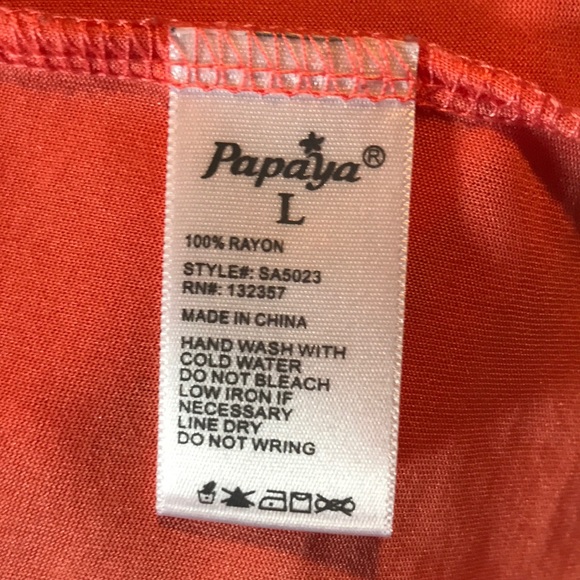 Papaya®
L
100% RAYON
STYLE#: SA5023
RN#: 132357
MADE IN CHINA
HAND WASH WITH
COLD WATER
DO NOT BLEACH
LOW IRON IF
NECESSARY
LINE DRY
DO NOT WRING